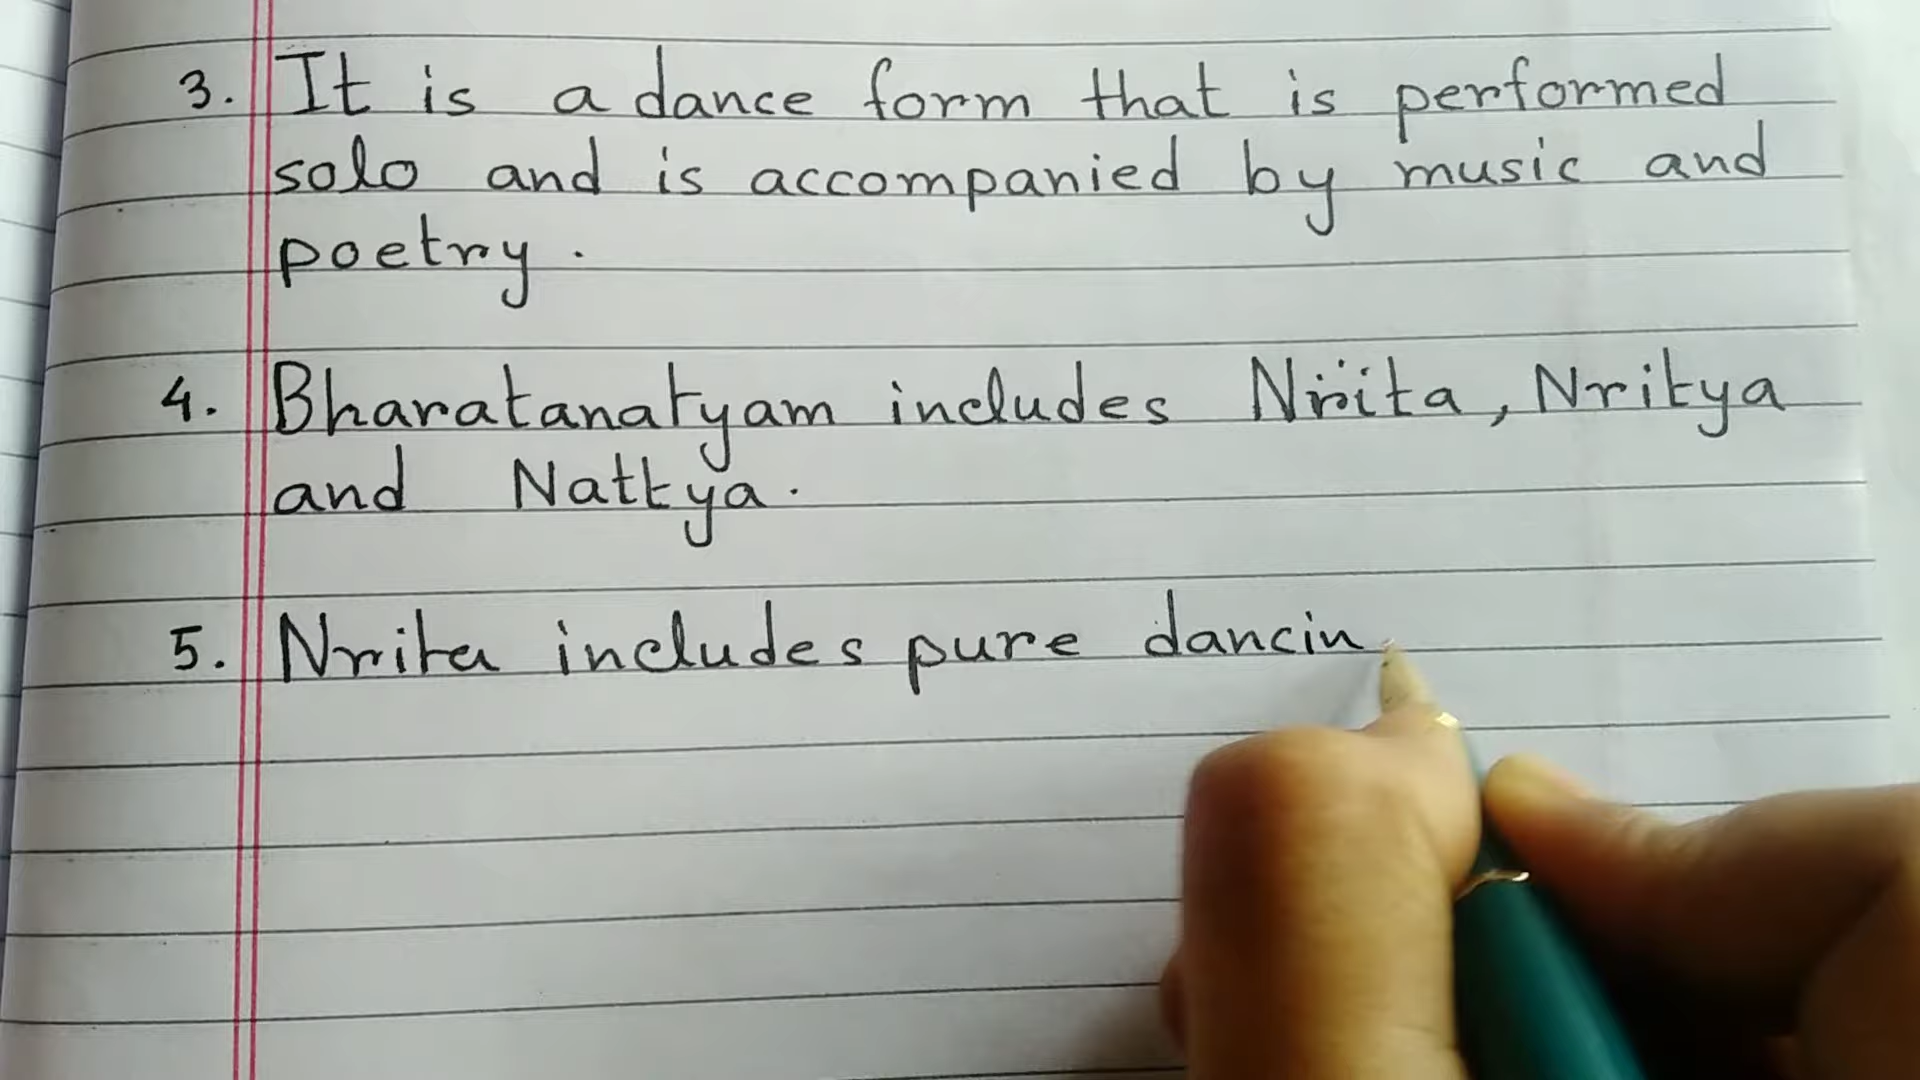 3. It is a dance form that is performed
solo and is accompanied by music and
poetry.
4. Bharatanatyam includes Nrita, Nritya
and Nattya.
5. Nrita includes pure dancin